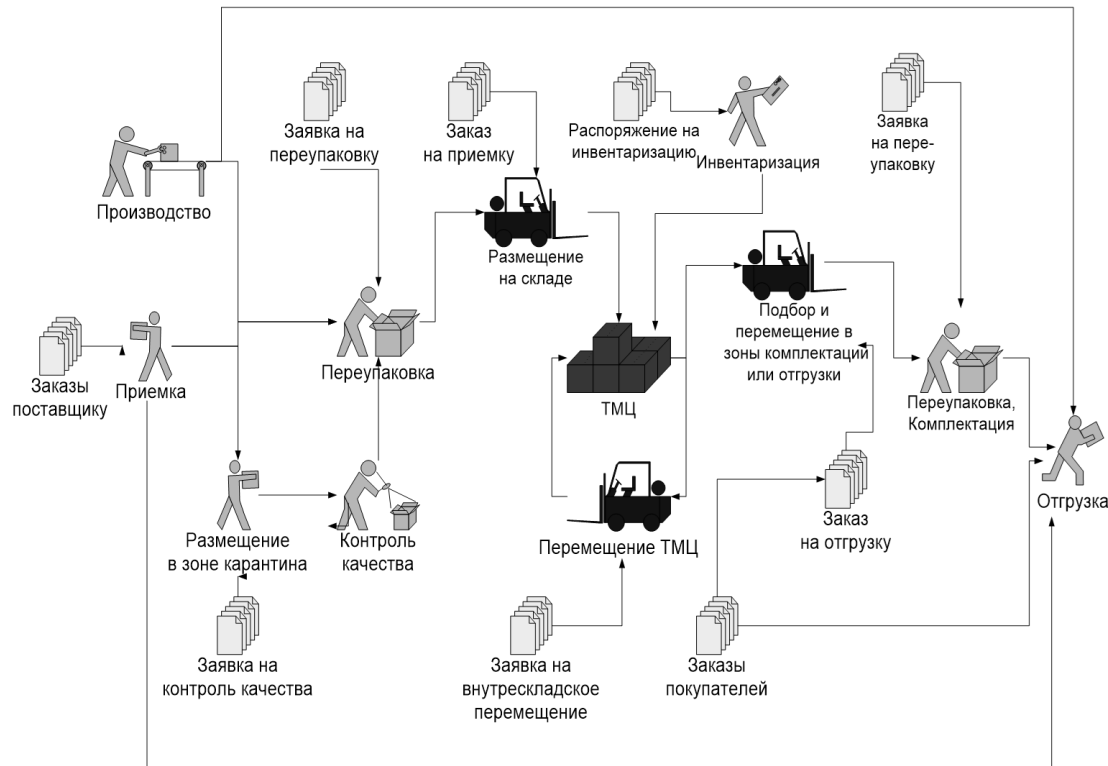 Заявка на
переупаковку
Заказ
на приемку
Распоряжение на
инвентаризацию
Инвентаризация
Заявка
на пере-
упаковку
Производство
Размещение
на складе
Подбор и
перемещение в
зоны комплектации
или отгрузки
Заказы
поставщику
Приемка
Переупаковка
ТМЦ
Переупаковка,
Комплектация
Отгрузка
Размещение
в зоне карантина
Контроль
качества
Перемещение ТМЦ
Заказ
на отгрузку
Заявка на
контроль качества
Заявка на
внутрескладское
перемещение
Заказы
покупателей